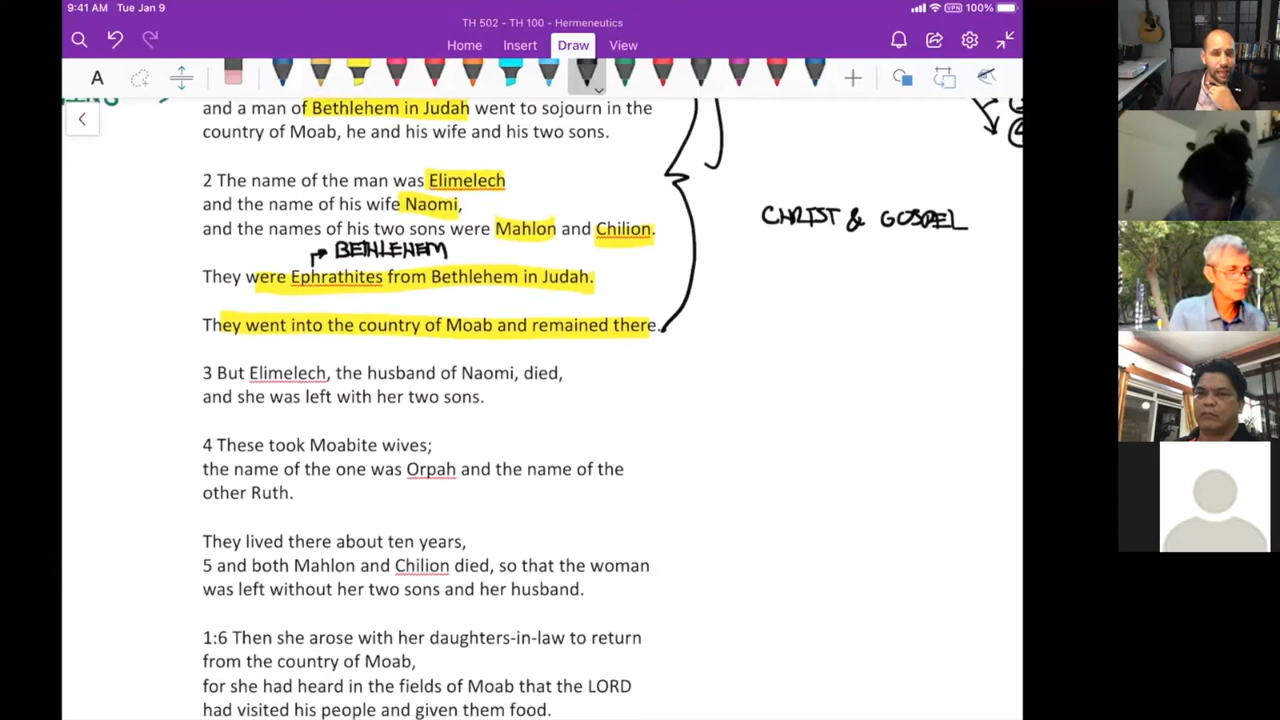 9:41 AM Tue Jan 9
VPN 100%
TH 502 - TH 100 - Hermeneutics
Home Insert Draw View
A
and a man of Bethlehem in Judah went to sojourn in the
country of Moab, he and his wife and his two sons.
2 The name of the man was Elimelech
and the name of his wife Naomi,
and the names of his two sons were Mahlon and Chilion.
BETHLEHEM
They were Ephrathites from Bethlehem in Judah.
They went into the country of Moab and remained there.
CHRIST & GOSPEL
3 But Elimelech, the husband of Naomi, died,
and she was left with her two sons.
4 These took Moabite wives;
the name of the one was Orpah and the name of the
other Ruth.
They lived there about ten years,
5 and both Mahlon and Chilion died, so that the woman
was left without her two sons and her husband.
1:6 Then she arose with her daughters-in-law to return
from the country of Moab,
for she had heard in the fields of Moab that the LORD
had visited his people and given them food.